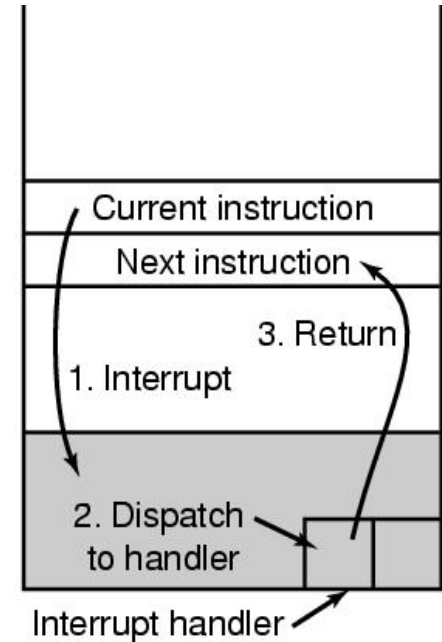 Current instruction
Next instruction
3. Return
1. Interrupt
2. Dispatch
to handler
Interrupt handler